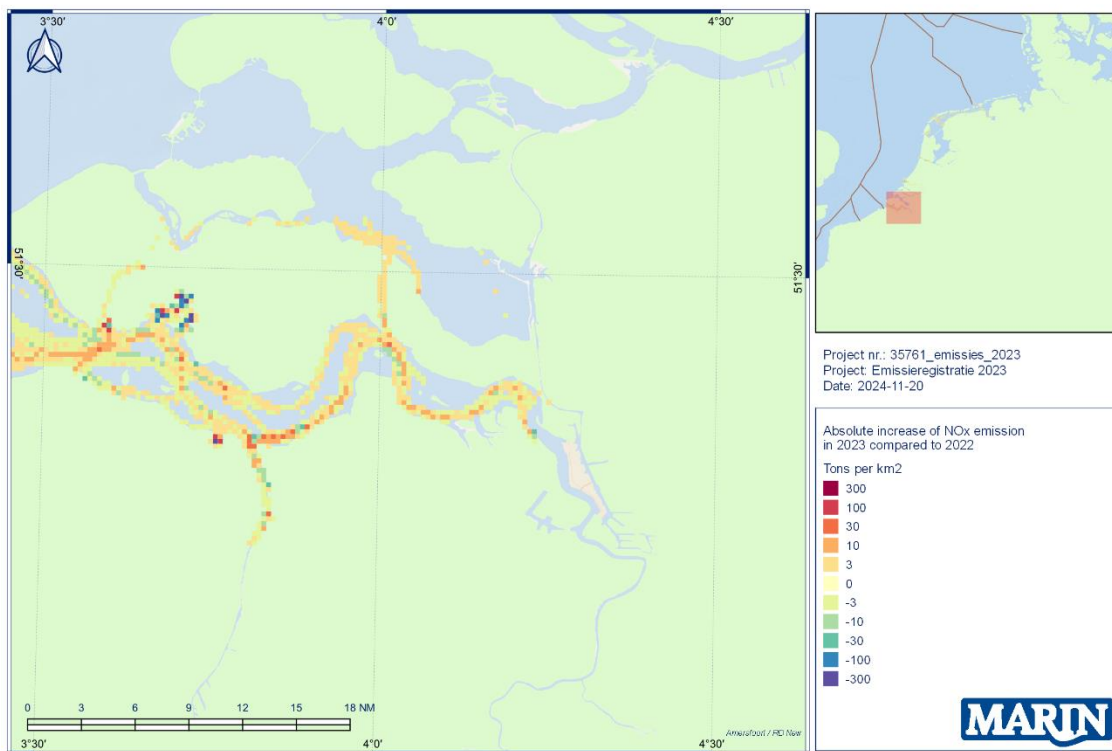 3°30'
4°0'
4°30'
51°30'
51°30'
0 3 6 9 12 15 18 NM
Amersfoort / RD New
3°30'
4°0'
4°30'
Project nr.: 35761_emissies_2023
Project: Emissieregistratie 2023
Date: 2024-11-20
Absolute increase of NOx emission
in 2023 compared to 2022
Tons per km2
300
100
30
10
3
0
-3
-10
-30
-100
-300
MARIN